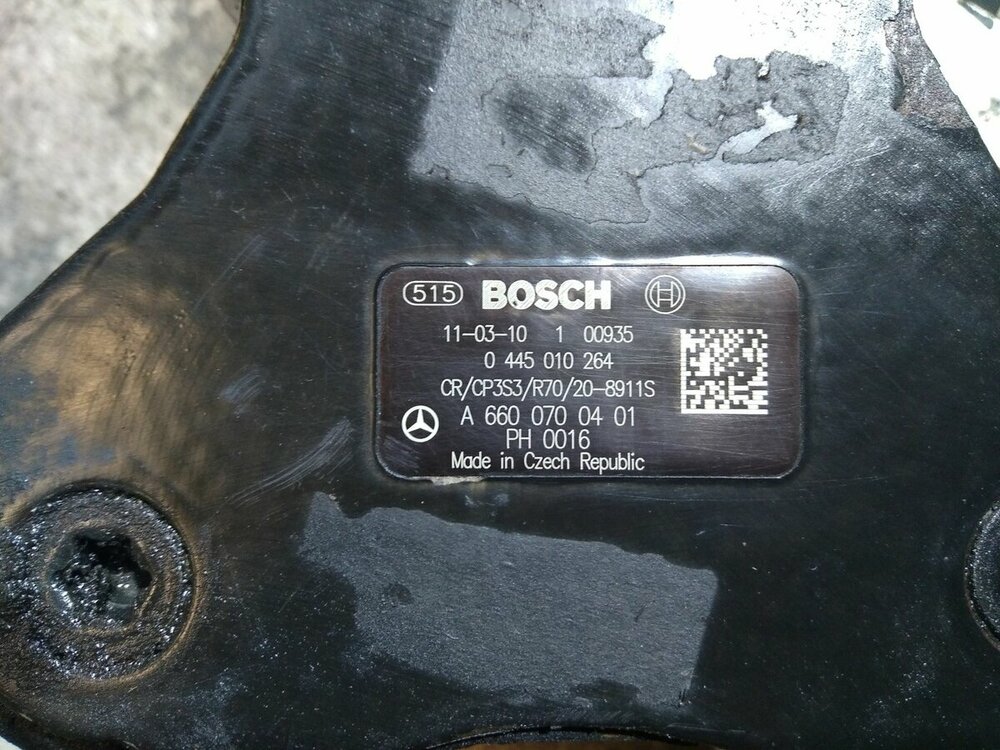 515 BOSCH
11-03-10 1 00935
0 445 010 264
CR/CP3S3/R70/20-8911S
A 660 070 04 01
PH 0016
Made in Czech Republic